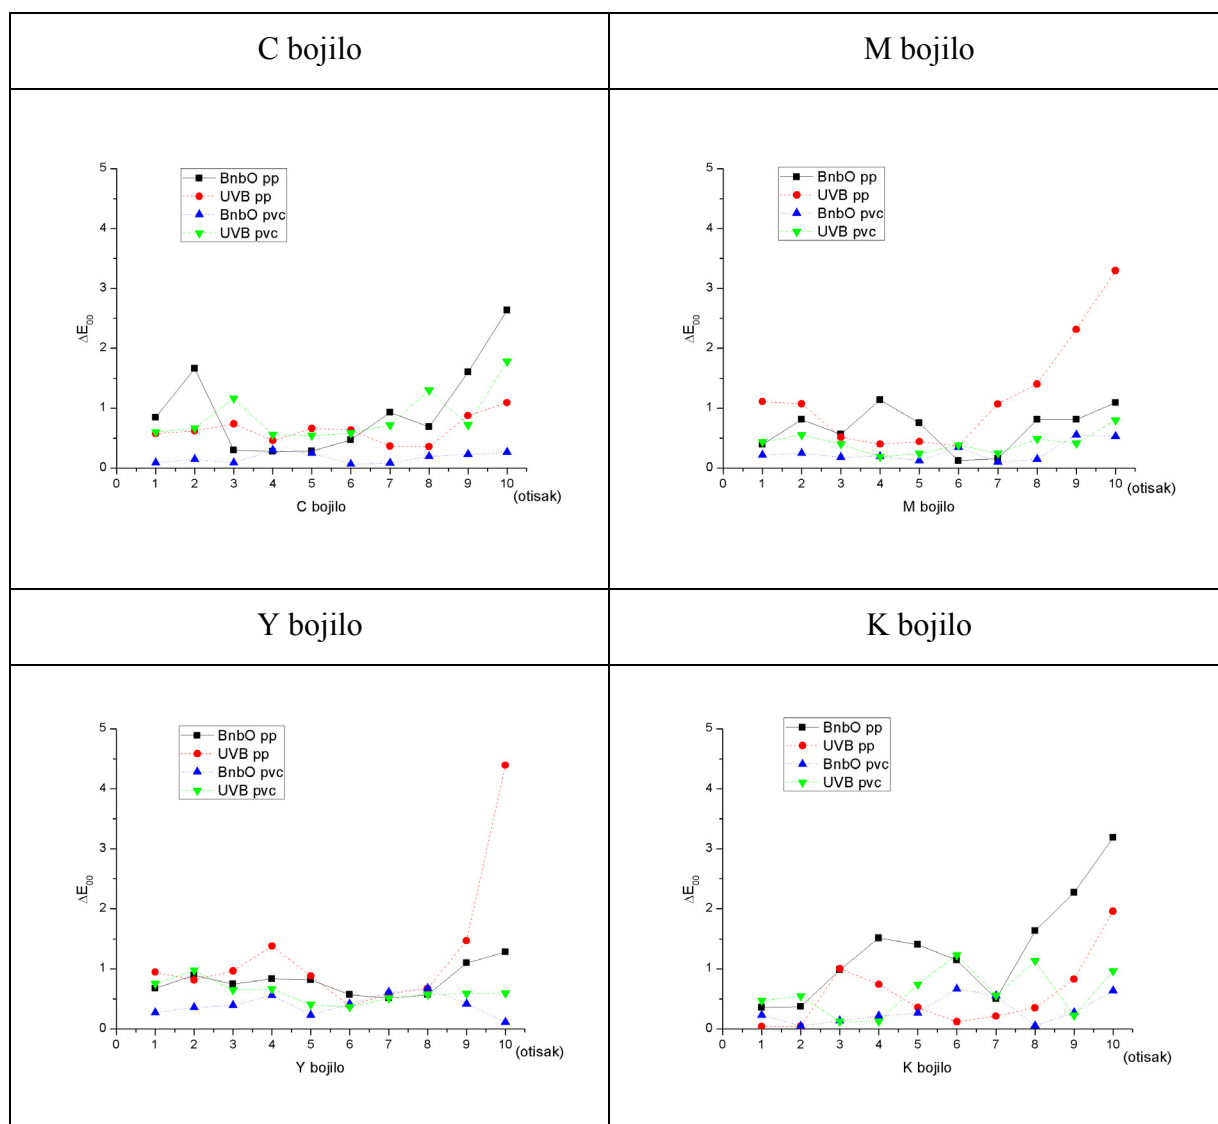 C bojilo
M bojilo
5
4
3
2
1
0
ΔE00
BnbO pp
UVB pp
BnbO pvc
UVB pvc
0 1 2 3 4 5 6 7 8 9 10
(otisak)
C bojilo
5
4
3
2
1
0
ΔE00
BnbO pp
UVB pp
BnbO pvc
UVB pvc
0 1 2 3 4 5 6 7 8 9 10
(otisak)
M bojilo
Y bojilo
K bojilo
5
4
3
2
1
0
ΔE00
BnbO pp
UVB pp
BnbO pvc
UVB pvc
0 1 2 3 4 5 6 7 8 9 10
(otisak)
Y bojilo
5
4
3
2
1
0
ΔE00
BnbO pp
UVB pp
BnbO pvc
UVB pvc
0 1 2 3 4 5 6 7 8 9 10
(otisak)
K bojilo